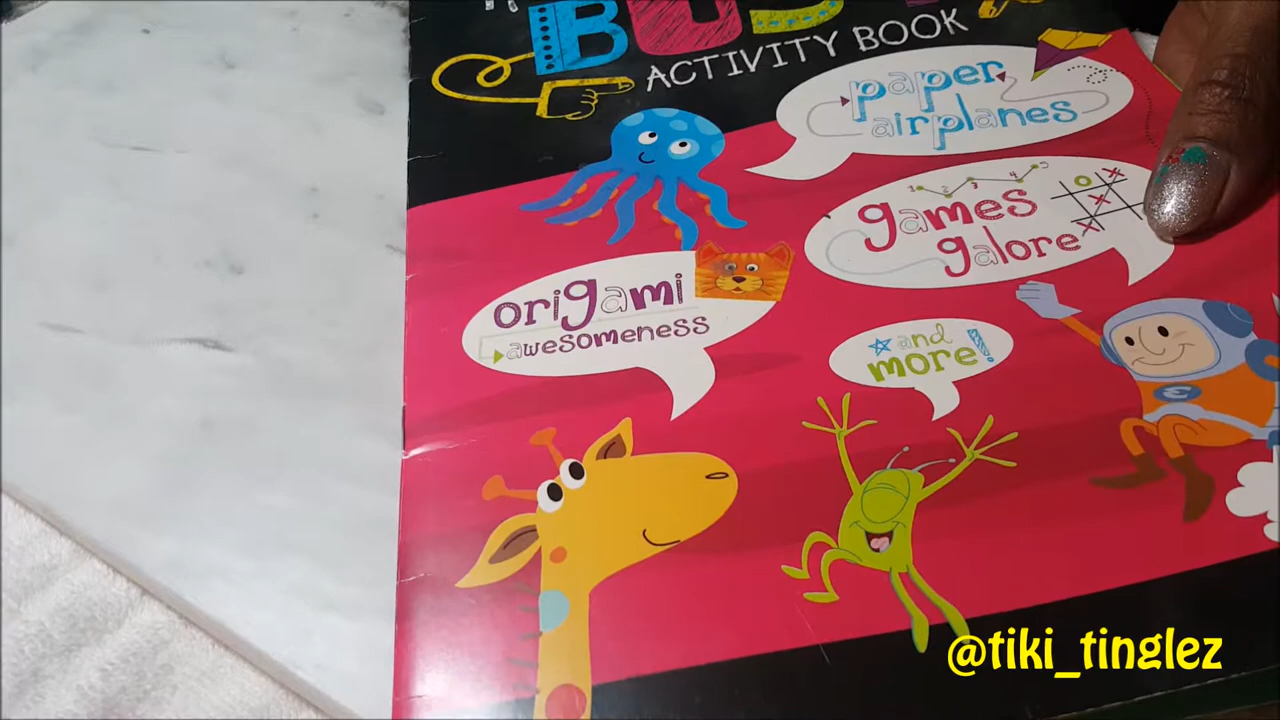 ACTIVITY BOOK
paper
airplanes
games
galore
origami
awesomeness
and
more!
@tiki_tinglez